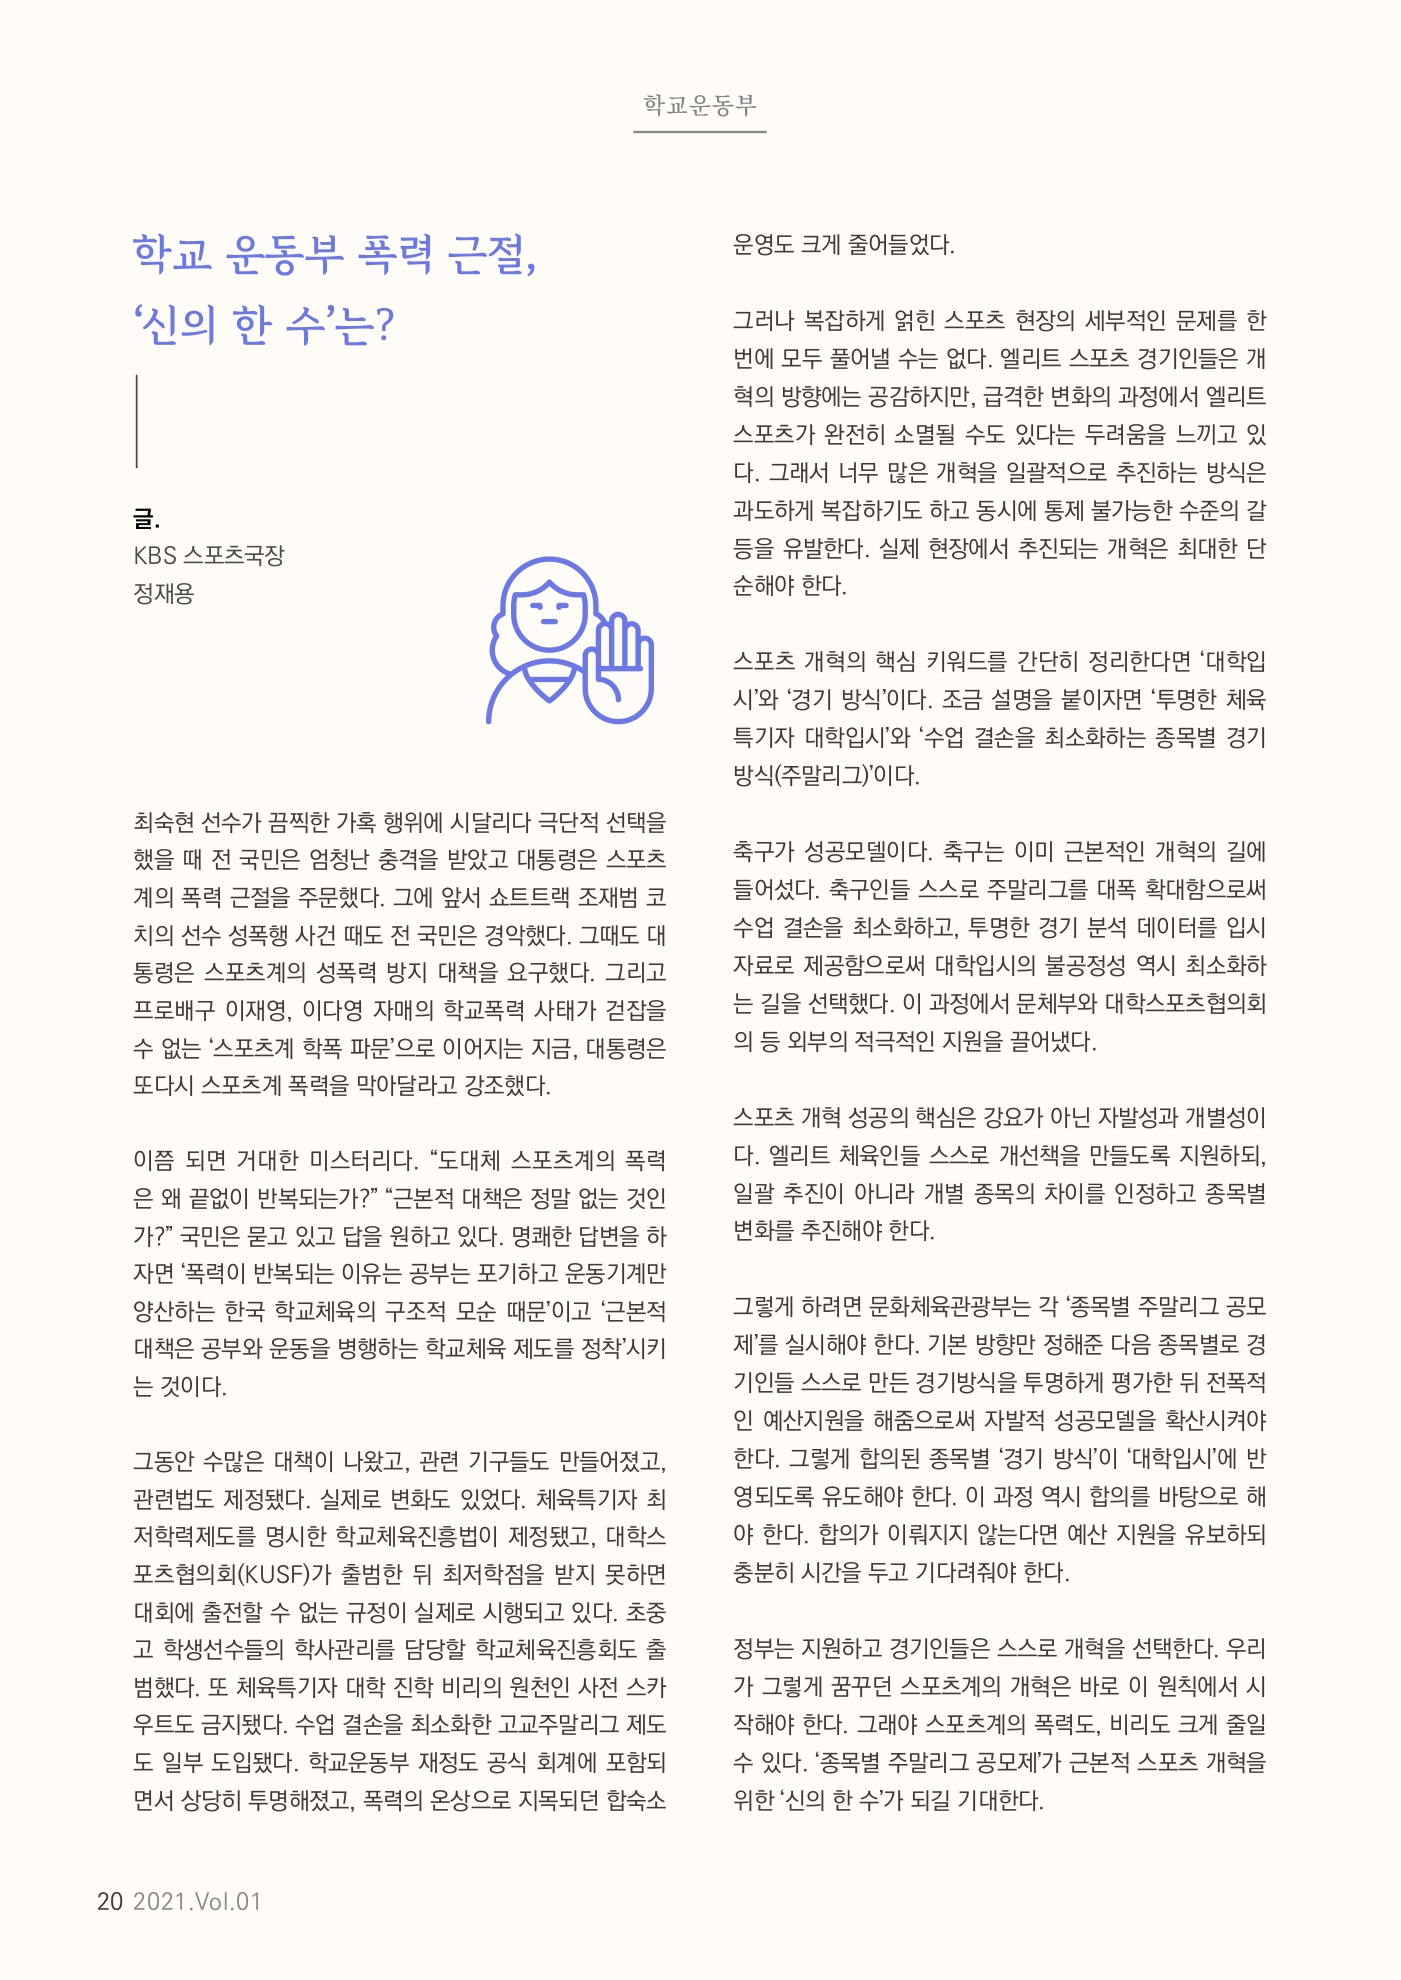 학교운동부
학교 운동부 폭력 근절,
‘신의 한 수’는?
글.
KBS 스포츠국장
정재용
최숙현 선수가 끔찍한 가혹 행위에 시달리다 극단적 선택을
했을 때 전 국민은 엄청난 충격을 받았고 대통령은 스포츠
계의 폭력 근절을 주문했다. 그에 앞서 쇼트트랙 조재범 코
치의 선수 성폭행 사건 때도 전 국민은 경악했다. 그때도 대
통령은 스포츠계의 성폭력 방지 대책을 요구했다. 그리고
프로배구 이재영, 이다영 자매의 학교폭력 사태가 걷잡을
수 없는 ‘스포츠계 학폭 파문’으로 이어지는 지금, 대통령은
또다시 스포츠계 폭력을 막아달라고 강조했다.
이쯤 되면 거대한 미스터리다. “도대체 스포츠계의 폭력
은 왜 끝없이 반복되는가?” “근본적 대책은 정말 없는 것인
가?” 국민은 묻고 있고 답을 원하고 있다. 명쾌한 답변을 하
자면 ‘폭력이 반복되는 이유는 공부는 포기하고 운동기계만
양산하는 한국 학교체육의 구조적 모순 때문’이고 ‘근본적
대책은 공부와 운동을 병행하는 학교체육 제도를 정착’시키
는 것이다.
그동안 수많은 대책이 나왔고, 관련 기구들도 만들어졌고,
관련법도 제정됐다. 실제로 변화도 있었다. 체육특기자 최
저학력제도를 명시한 학교체육진흥법이 제정됐고, 대학스
포츠협의회(KUSF)가 출범한 뒤 최저학점을 받지 못하면
대회에 출전할 수 없는 규정이 실제로 시행되고 있다. 초중
고 학생선수들의 학사관리를 담당할 학교체육진흥회도 출
범했다. 또 체육특기자 대학 진학 비리의 원천인 사전 스카
우트도 금지됐다. 수업 결손을 최소화한 고교주말리그 제도
도 일부 도입됐다. 학교운동부 재정도 공식 회계에 포함되
면서 상당히 투명해졌고, 폭력의 온상으로 지목되던 합숙소
운영도 크게 줄어들었다.
그러나 복잡하게 얽힌 스포츠 현장의 세부적인 문제를 한
번에 모두 풀어낼 수는 없다. 엘리트 스포츠 경기인들은 개
혁의 방향에는 공감하지만, 급격한 변화의 과정에서 엘리트
스포츠가 완전히 소멸될 수도 있다는 두려움을 느끼고 있
다. 그래서 너무 많은 개혁을 일괄적으로 추진하는 방식은
과도하게 복잡하기도 하고 동시에 통제 불가능한 수준의 갈
등을 유발한다. 실제 현장에서 추진되는 개혁은 최대한 단
순해야 한다.
스포츠 개혁의 핵심 키워드를 간단히 정리한다면 ‘대학입
시’와 ‘경기 방식’이다. 조금 설명을 붙이자면 ‘투명한 체육
특기자 대학입시’와 ‘수업 결손을 최소화하는 종목별 경기
방식(주말리그)’이다.
축구가 성공모델이다. 축구는 이미 근본적인 개혁의 길에
들어섰다. 축구인들 스스로 주말리그를 대폭 확대함으로써
수업 결손을 최소화하고, 투명한 경기 분석 데이터를 입시
자료로 제공함으로써 대학입시의 불공정성 역시 최소화하
는 길을 선택했다. 이 과정에서 문체부와 대학스포츠협의회
의 등 외부의 적극적인 지원을 끌어냈다.
스포츠 개혁 성공의 핵심은 강요가 아닌 자발성과 개별성이
다. 엘리트 체육인들 스스로 개선책을 만들도록 지원하되,
일괄 추진이 아니라 개별 종목의 차이를 인정하고 종목별
변화를 추진해야 한다.
그렇게 하려면 문화체육관광부는 각 ‘종목별 주말리그 공모
제’를 실시해야 한다. 기본 방향만 정해준 다음 종목별로 경
기인들 스스로 만든 경기방식을 투명하게 평가한 뒤 전폭적
인 예산지원을 해줌으로써 자발적 성공모델을 확산시켜야
한다. 그렇게 합의된 종목별 ‘경기 방식’이 ‘대학입시’에 반
영되도록 유도해야 한다. 이 과정 역시 합의를 바탕으로 해
야 한다. 합의가 이뤄지지 않는다면 예산 지원을 유보하되
충분히 시간을 두고 기다려줘야 한다.
정부는 지원하고 경기인들은 스스로 개혁을 선택한다. 우리
가 그렇게 꿈꾸던 스포츠계의 개혁은 바로 이 원칙에서 시
작해야 한다. 그래야 스포츠계의 폭력도, 비리도 크게 줄일
수 있다. ‘종목별 주말리그 공모제’가 근본적 스포츠 개혁을
위한 ‘신의 한 수’가 되길 기대한다.
20 2021.Vol.01